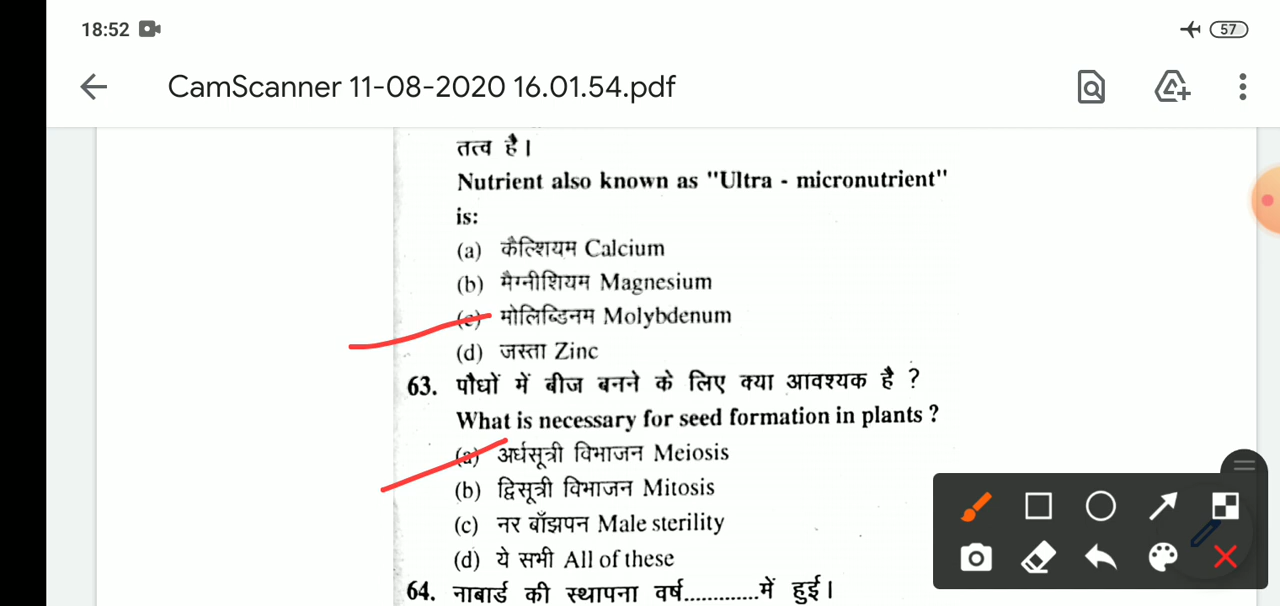 18:52 57
CamScanner 11-08-2020 16.01.54.pdf
तत्व है।
Nutrient also known as "Ultra - micronutrient"
is:
(a) कैल्शियम Calcium
(b) मैग्नीशियम Magnesium
(c) मोलिब्डिनम Molybdenum
(d) जस्ता Zinc
63. पौधों में बीज बनने के लिए क्या आवश्यक है ?
What is necessary for seed formation in plants ?
(a) अर्धसूत्री विभाजन Meiosis
(b) द्विसूत्री विभाजन Mitosis
(c) नर बाँझपन Male sterility
(d) ये सभी All of these
64. नाबार्ड की स्थापना वर्ष.............में हुई।